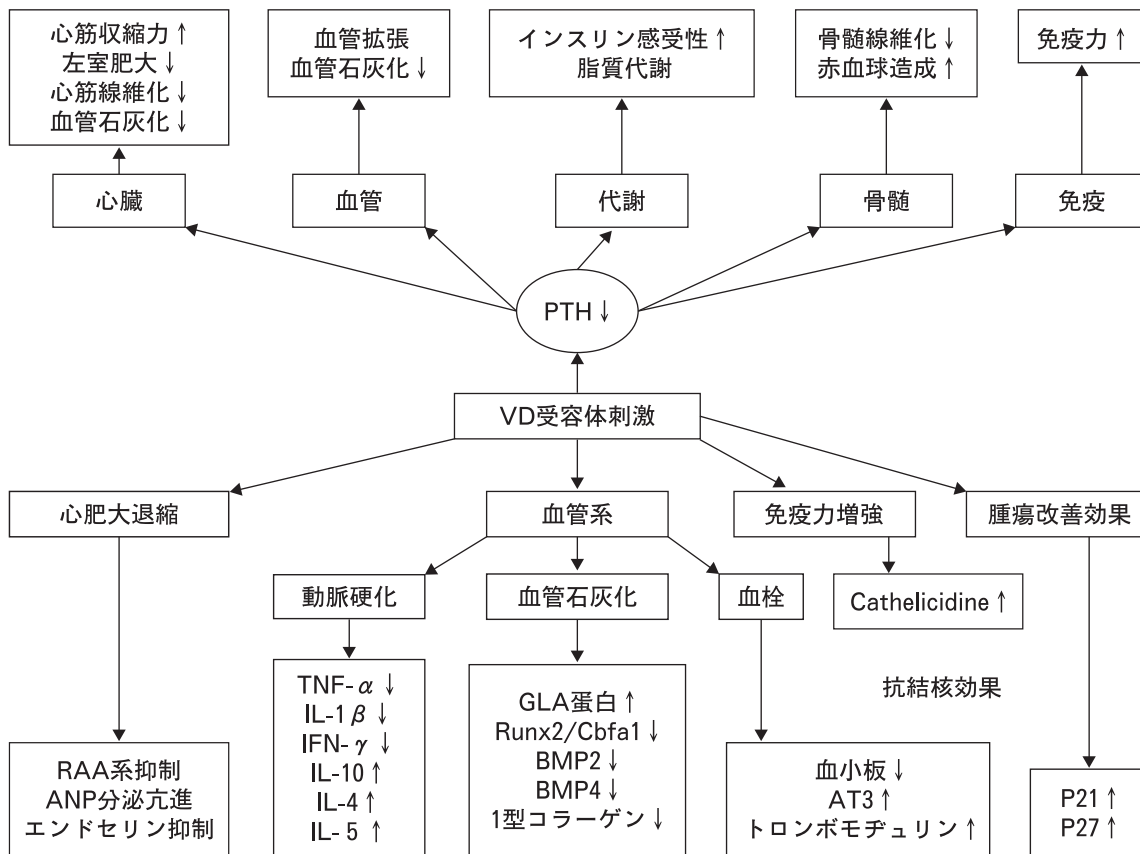 心筋収縮力↑
左室肥大↓
心筋線維化↓
血管石灰化↓
血管拡張
血管石灰化↓
インスリン感受性↑
脂質代謝
骨髄線維化↓
赤血球造成↑
免疫力↑
心臓
血管
代謝
骨髄
免疫
PTH↓
VD受容体刺激
心肥大退縮
血管系
免疫力増強
腫瘍改善効果
動脈硬化
血管石灰化
血栓
Cathelicidine↑
抗結核効果
RAA系抑制
ANP分泌亢進
エンドセリン抑制
TNF-α↓
IL-1β↓
IFN-γ↓
IL-10↑
IL-4↑
IL-5↑
GLA蛋白↑
Runx2/Cbfa1↓
BMP2↓
BMP4↓
1型コラーゲン↓
血小板↓
AT3↑
トロンボモヂュリン↑
P21↑
P27↑